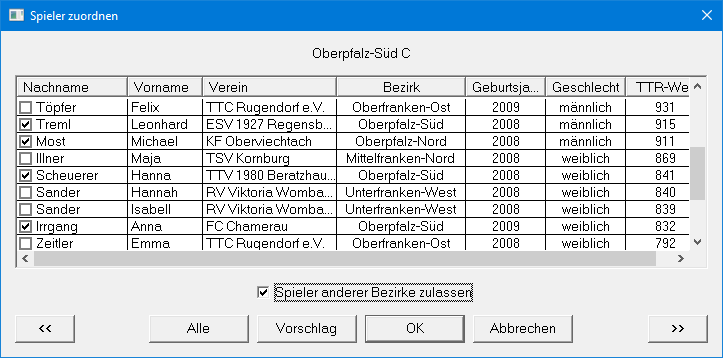 Spieler zuordnen
Oberpfalz-Süd C
Nachname Vorname Verein Bezirk Geburtsja... Geschlecht TTR-We
Töpfer Felix TTC Rugendorf e.V. Oberfranken-Ost 2009 männlich 931
Treml Leonhard ESV 1927 Regensb... Oberpfalz-Süd 2008 männlich 915
Most Michael KF Oberviechtach Oberpfalz-Nord 2008 männlich 911
Illner Maja TSV Kornburg Mittelfranken-Nord 2008 weiblich 869
Scheuerer Hanna TTV 1980 Beratzhau... Oberpfalz-Süd 2008 weiblich 841
Sander Hannah RV Viktoria Womba... Unterfranken-West 2008 weiblich 840
Sander Isabell RV Viktoria Womba... Unterfranken-West 2008 weiblich 839
Irrgang Anna FC Chamerau Oberpfalz-Süd 2009 weiblich 832
Zeitler Emma TTC Rugendorf e.V. Oberfranken-Ost 2008 weiblich 792
Spieler anderer Bezirke zulassen
<< Alle Vorschlag OK Abbrechen >>